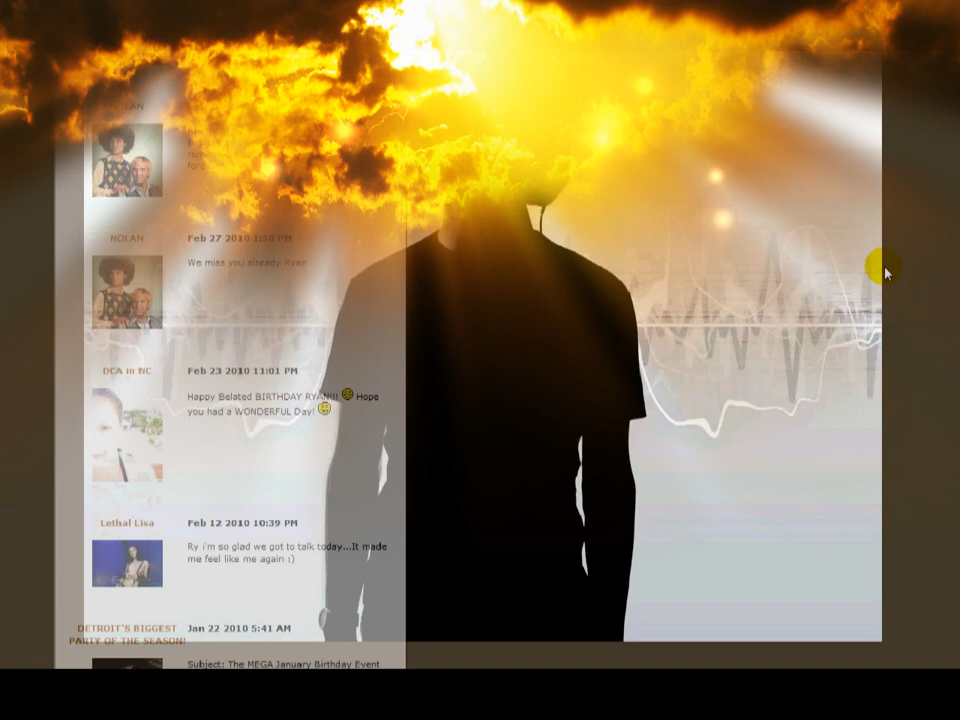 NOLAN
NOLAN
Feb 27 2010 1:50 PM
We miss you already Ryan
DCA in NC
Feb 23 2010 11:01 PM
Happy Belated BIRTHDAY RYAN!!! Hope
you had a WONDERFUL Day!
Lethal Lisa
Feb 12 2010 10:39 PM
Ry i'm so glad we got to talk today...It made
me feel like me again :)
DETROIT'S BIGGEST
PARTY OF THE SEASON!
Jan 22 2010 5:41 AM
Subject: The MEGA January Birthday Event